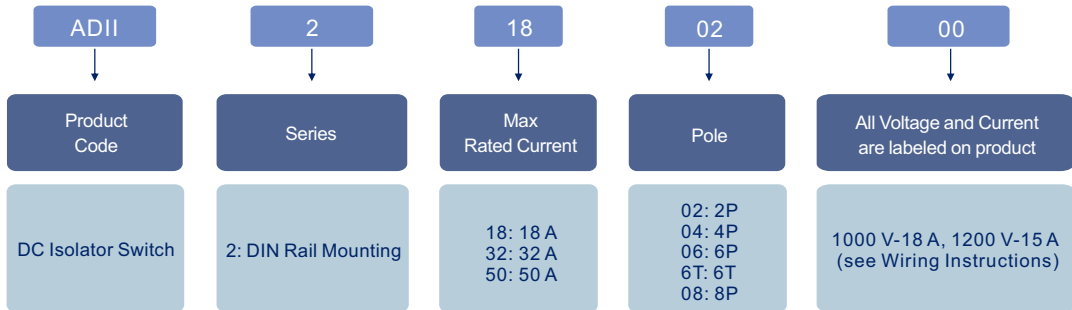 ADII
2
18
02
00
Product
Code
Series
Max
Rated Current
Pole
All Voltage and Current
are labeled on product
DC Isolator Switch
2: DIN Rail Mounting
18: 18 A
32: 32 A
50: 50 A
02: 2P
04: 4P
06: 6P
6T: 6T
08: 8P
1000 V-18 A, 1200 V-15 A
(see Wiring Instructions)